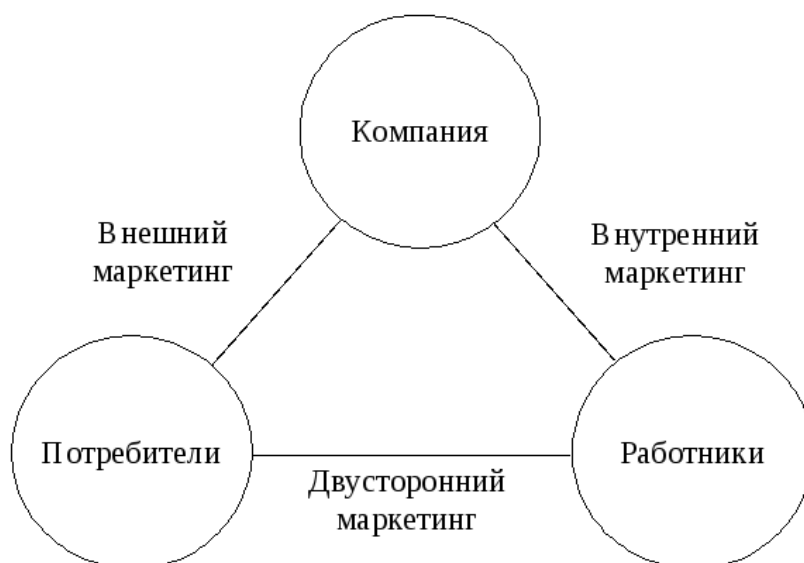 Компания
Внешний
маркетинг
Внутренний
маркетинг
Потребители
Работники
Двусторонний
маркетинг